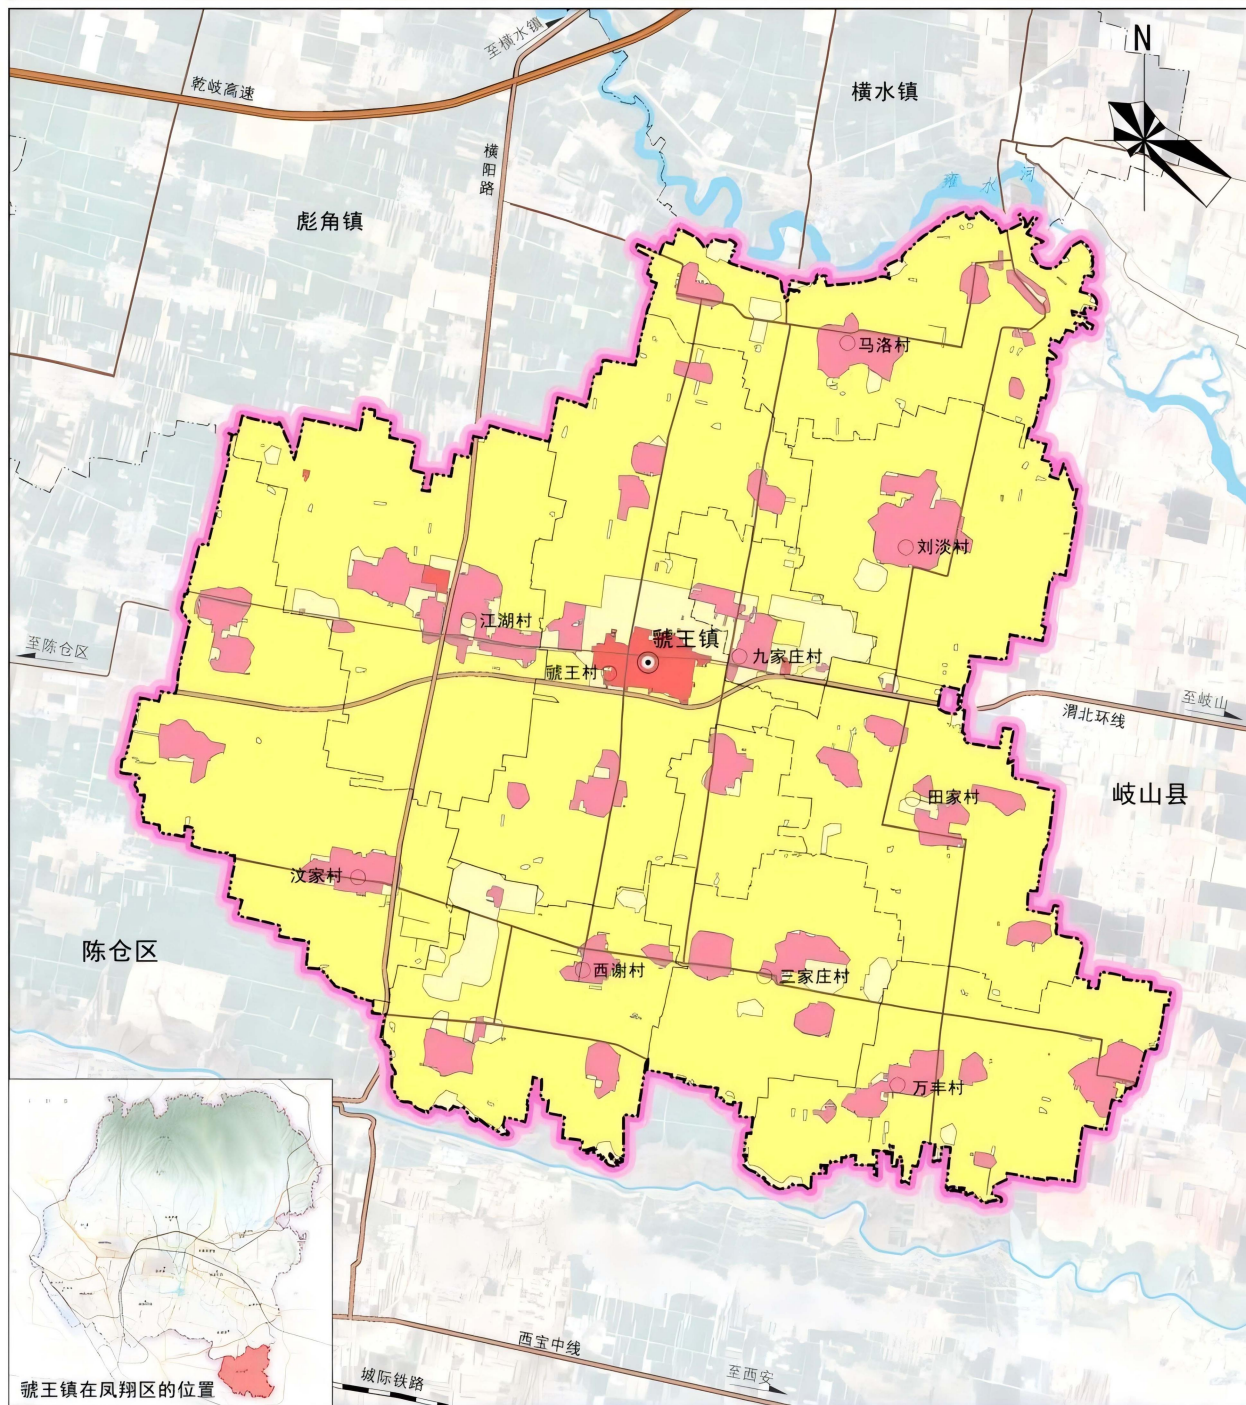 至横水镇
N
乾岐高速
横水镇
横阳路
雍水河
彪角镇
马洛村
刘淡村
江湖村
虢王镇
至陈仓区
九家庄村
虢王村
至岐山
渭北环线
岐山县
田家村
汶家村
陈仓区
西谢村
三家庄村
万丰村
西宝中线
至西安
城际铁路
虢王镇在凤翔区的位置